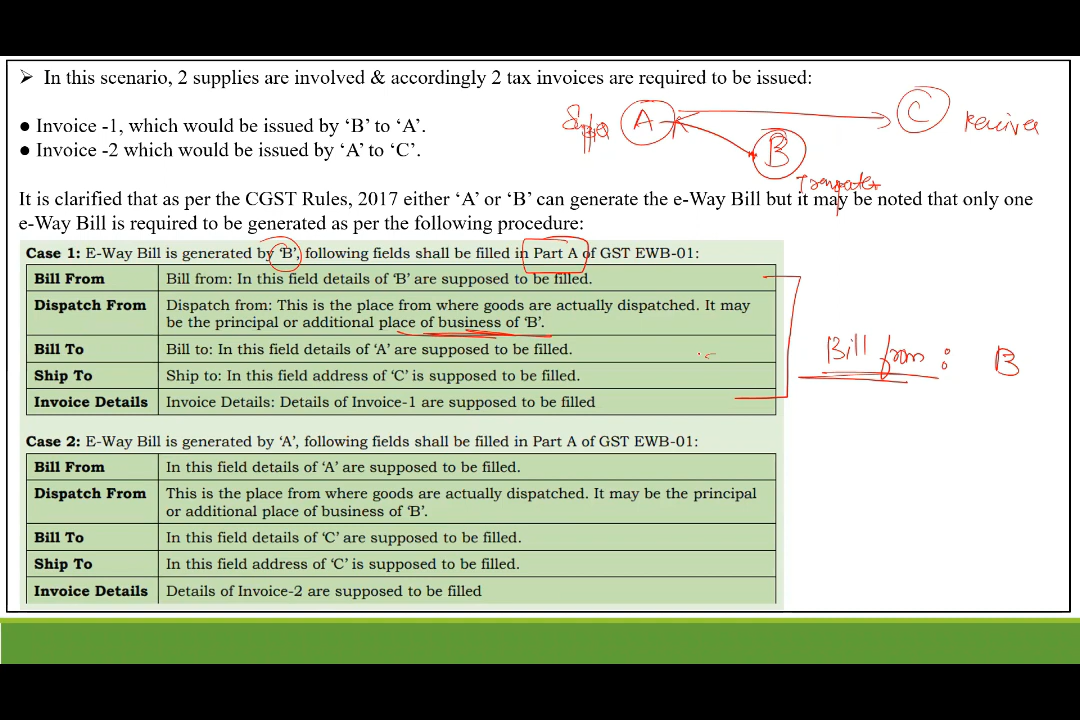 ➢ In this scenario, 2 supplies are involved & accordingly 2 tax invoices are required to be issued:
A
C
Receiver
● Invoice -1, which would be issued by ‘B’ to ‘A’.
● Invoice -2 which would be issued by ‘A’ to ‘C’.
B
It is clarified that as per the CGST Rules, 2017 either ‘A’ or ‘B’ can generate the e-Way Bill but it may be noted that only one
e-Way Bill is required to be generated as per the following procedure:
Case 1: E-Way Bill is generated by ‘B’, following fields shall be filled in Part A of GST EWB-01:
Bill From Bill from: In this field details of ‘B’ are supposed to be filled.
Dispatch From Dispatch from: This is the place from where goods are actually dispatched. It may
be the principal or additional place of business of ‘B’.
Bill To Bill to: In this field details of ‘A’ are supposed to be filled.
Ship To Ship to: In this field address of ‘C’ is supposed to be filled.
Invoice Details Invoice Details: Details of Invoice-1 are supposed to be filled
Bill from : B
Case 2: E-Way Bill is generated by ‘A’, following fields shall be filled in Part A of GST EWB-01:
Bill From In this field details of ‘A’ are supposed to be filled.
Dispatch From This is the place from where goods are actually dispatched. It may be the principal
or additional place of business of ‘B’.
Bill To In this field details of ‘C’ are supposed to be filled.
Ship To In this field address of ‘C’ is supposed to be filled.
Invoice Details Details of Invoice-2 are supposed to be filled